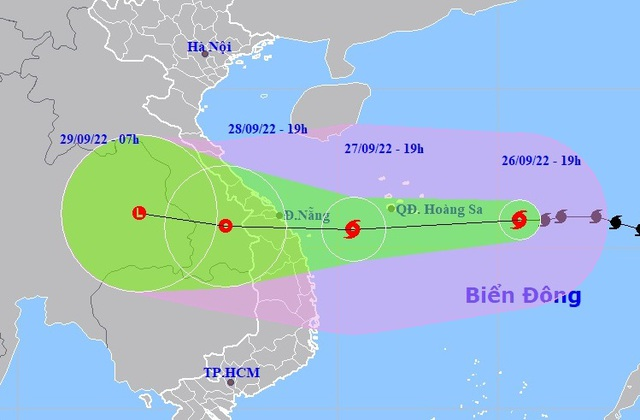 Hà Nội
29/09/22 - 07h
28/09/22 - 19h
27/09/22 - 19h
26/09/22 - 19h
L
Đ.Nẵng
QĐ. Hoàng Sa
Biển Đông
TP.HCM